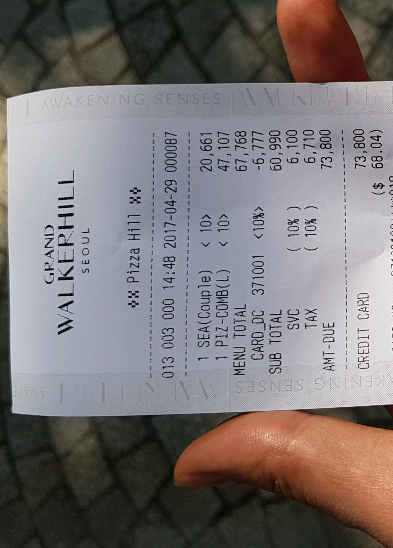 AWAKENING SENSES
GRAND
WALKERHILL
SEOUL
Pizza Hill
013 003 000 14:48 2017-04-29 000087
1 SEA(Couple) < 10> 20,661
1 PIZ-COMB(L) < 10> 47,107
MENU TOTAL 67,768
CARD_DC 371001 <10%> -6,777
SUB TOTAL 60,990
SVC ( 10% ) 6,100
TAX ( 10% ) 6,710
AMT-DUE 73,800
CREDIT CARD 73,800
($ 68.04)
AWAKENING SENSES